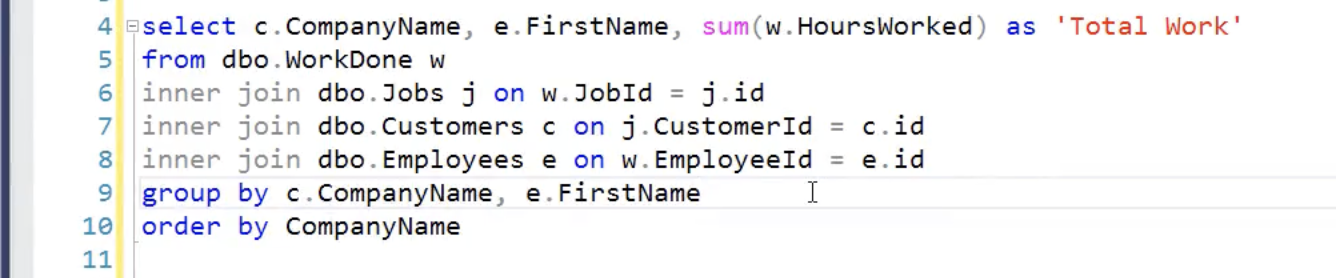 4 select c.CompanyName, e.FirstName, sum(w.HoursWorked) as 'Total Work'
5 from dbo.WorkDone w
6 inner join dbo.Jobs j on w.JobId = j.id
7 inner join dbo.Customers c on j.CustomerId = c.id
8 inner join dbo.Employees e on w.EmployeeId = e.id
9 group by c.CompanyName, e.FirstName
10 order by CompanyName
11